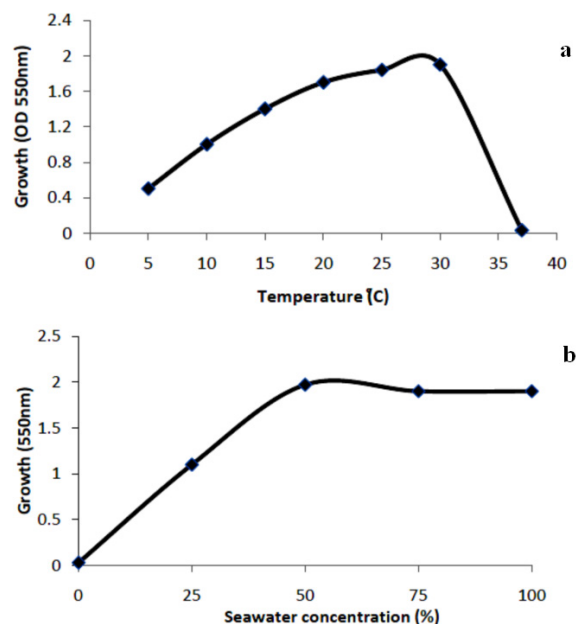 a
2.4
2
1.6
1.2
0.8
0.4
0
Growth (OD 550nm)
0 5 10 15 20 25 30 35 40
Temperature (̊C)
b
2.5
2
1.5
1
0.5
0
Growth (550nm)
0 25 50 75 100
Seawater concentration (%)